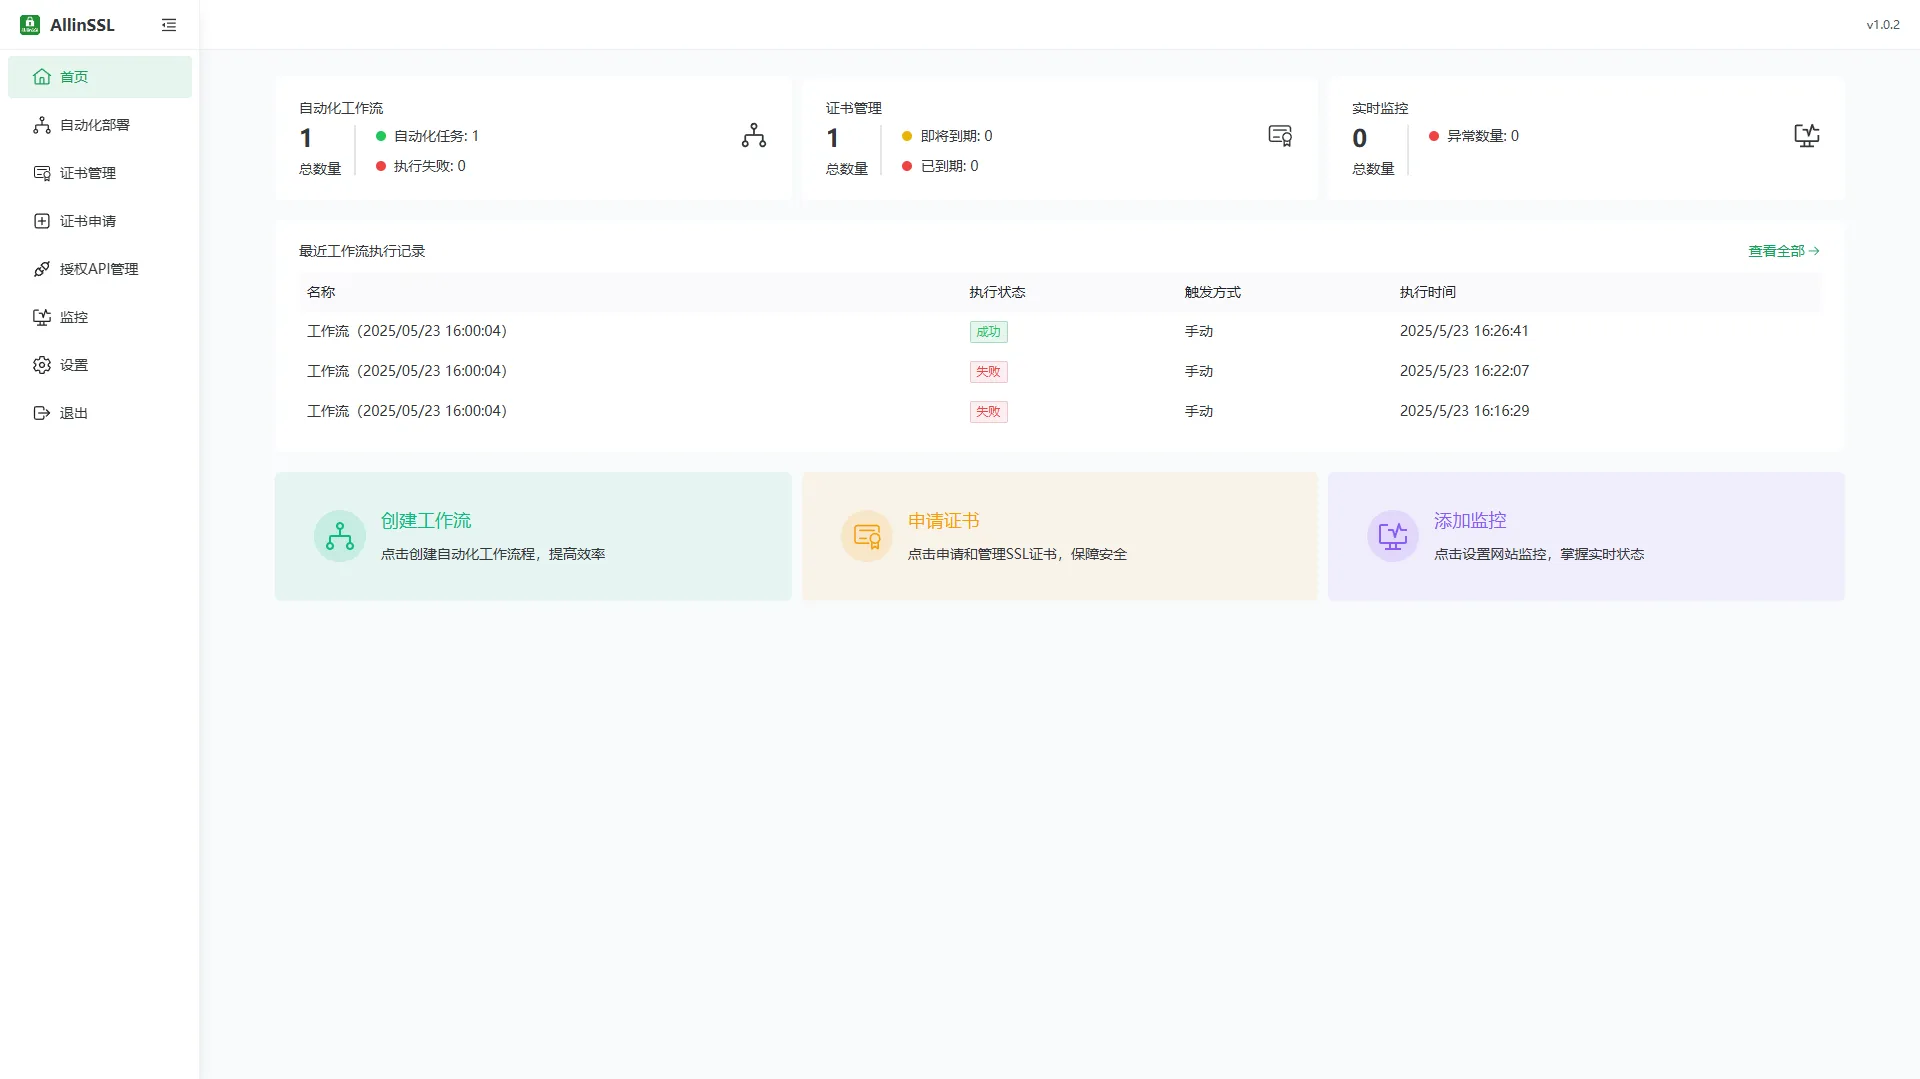 AllinSSL
v1.0.2
首页
自动化部署
证书管理
证书申请
授权API管理
监控
设置
退出
自动化工作流
1
总数量
自动化任务: 1
执行失败: 0
证书管理
1
总数量
即将到期: 0
已到期: 0
实时监控
0
总数量
异常数量: 0
最近工作流执行记录
查看全部
名称 执行状态 触发方式 执行时间
工作流（2025/05/23 16:00:04） 成功 手动 2025/5/23 16:26:41
工作流（2025/05/23 16:00:04） 失败 手动 2025/5/23 16:22:07
工作流（2025/05/23 16:00:04） 失败 手动 2025/5/23 16:16:29
创建工作流
点击创建自动化工作流程，提高效率
申请证书
点击申请和管理SSL证书，保障安全
添加监控
点击设置网站监控，掌握实时状态